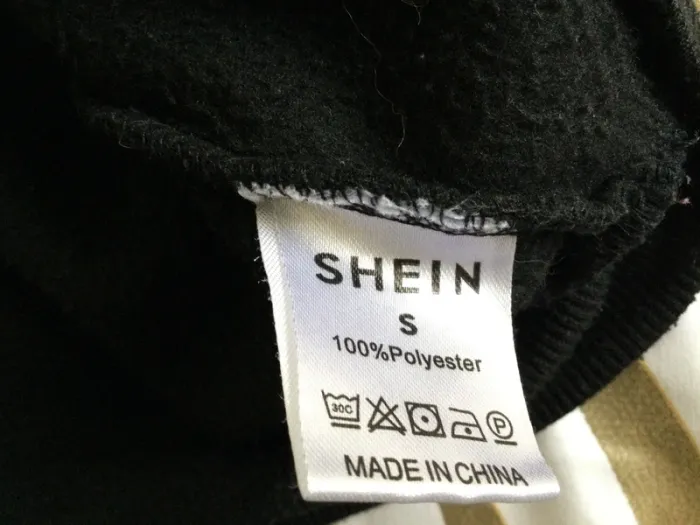 SHEIN
S
100%Polyester
30C P
MADE IN CHINA